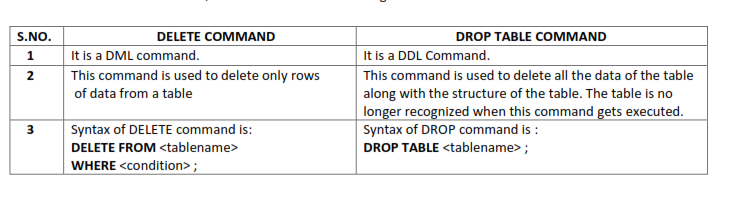 S.NO. DELETE COMMAND DROP TABLE COMMAND
1 It is a DML command. It is a DDL Command.
2 This command is used to delete only rows
of data from a table
This command is used to delete all the data of the table
along with the structure of the table. The table is no
longer recognized when this command gets executed.
3 Syntax of DELETE command is:
DELETE FROM <tablename>
WHERE <condition> ;
Syntax of DROP command is :
DROP TABLE <tablename> ;